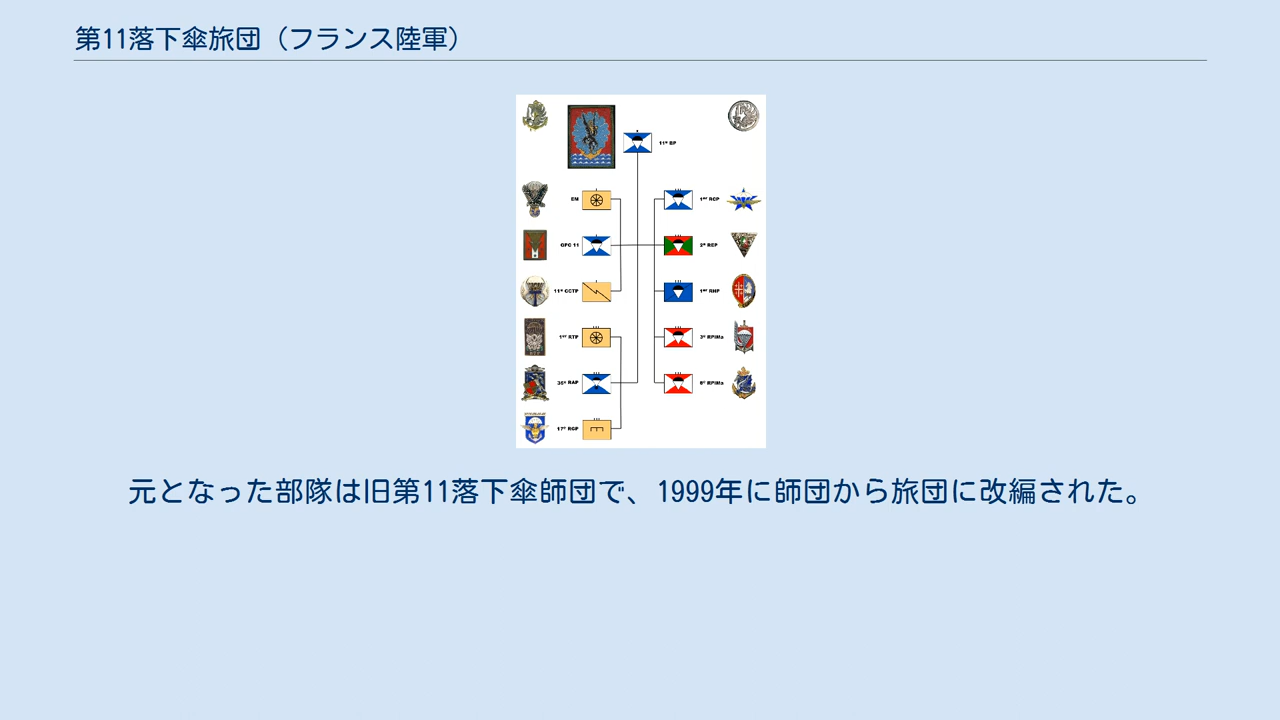 第11落下傘旅団（フランス陸軍）
11e BP
EM
1er RCP
GFC 11
2e REP
11e CCTP
1er RHP
1er RTP
3e RPIMa
35e RAP
8e RPIMa
17e RGP
元となった部隊は旧第11落下傘師団で、1999年に師団から旅団に改編された。